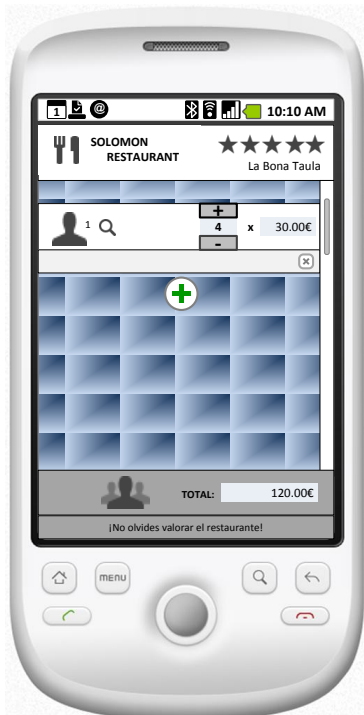 1 @ 10:10 AM
SOLOMON
RESTAURANT
La Bona Taula
+
1 4 x 30.00€
-
TOTAL: 120.00€
¡No olvides valorar el restaurante!
MENU